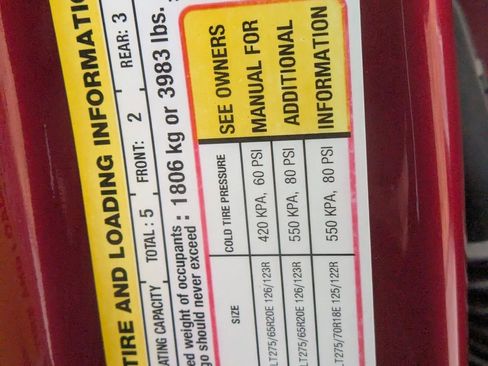 TIRE AND LOADING INFORMATIO
ATING CAPACITY TOTAL : 5 FRONT: 2 REAR: 3
ed weight of occupants :
go should never exceed : 1806 kg or 3983 lbs.
SIZE COLD TIRE PRESSURE
LT275/65R20E 126/123R 420 KPA, 60 PSI
LT275/65R20E 126/123R 550 KPA, 80 PSI
LT275/70R18E 125/122R 550 KPA, 80 PSI
SEE OWNERS
MANUAL FOR
ADDITIONAL
INFORMATION